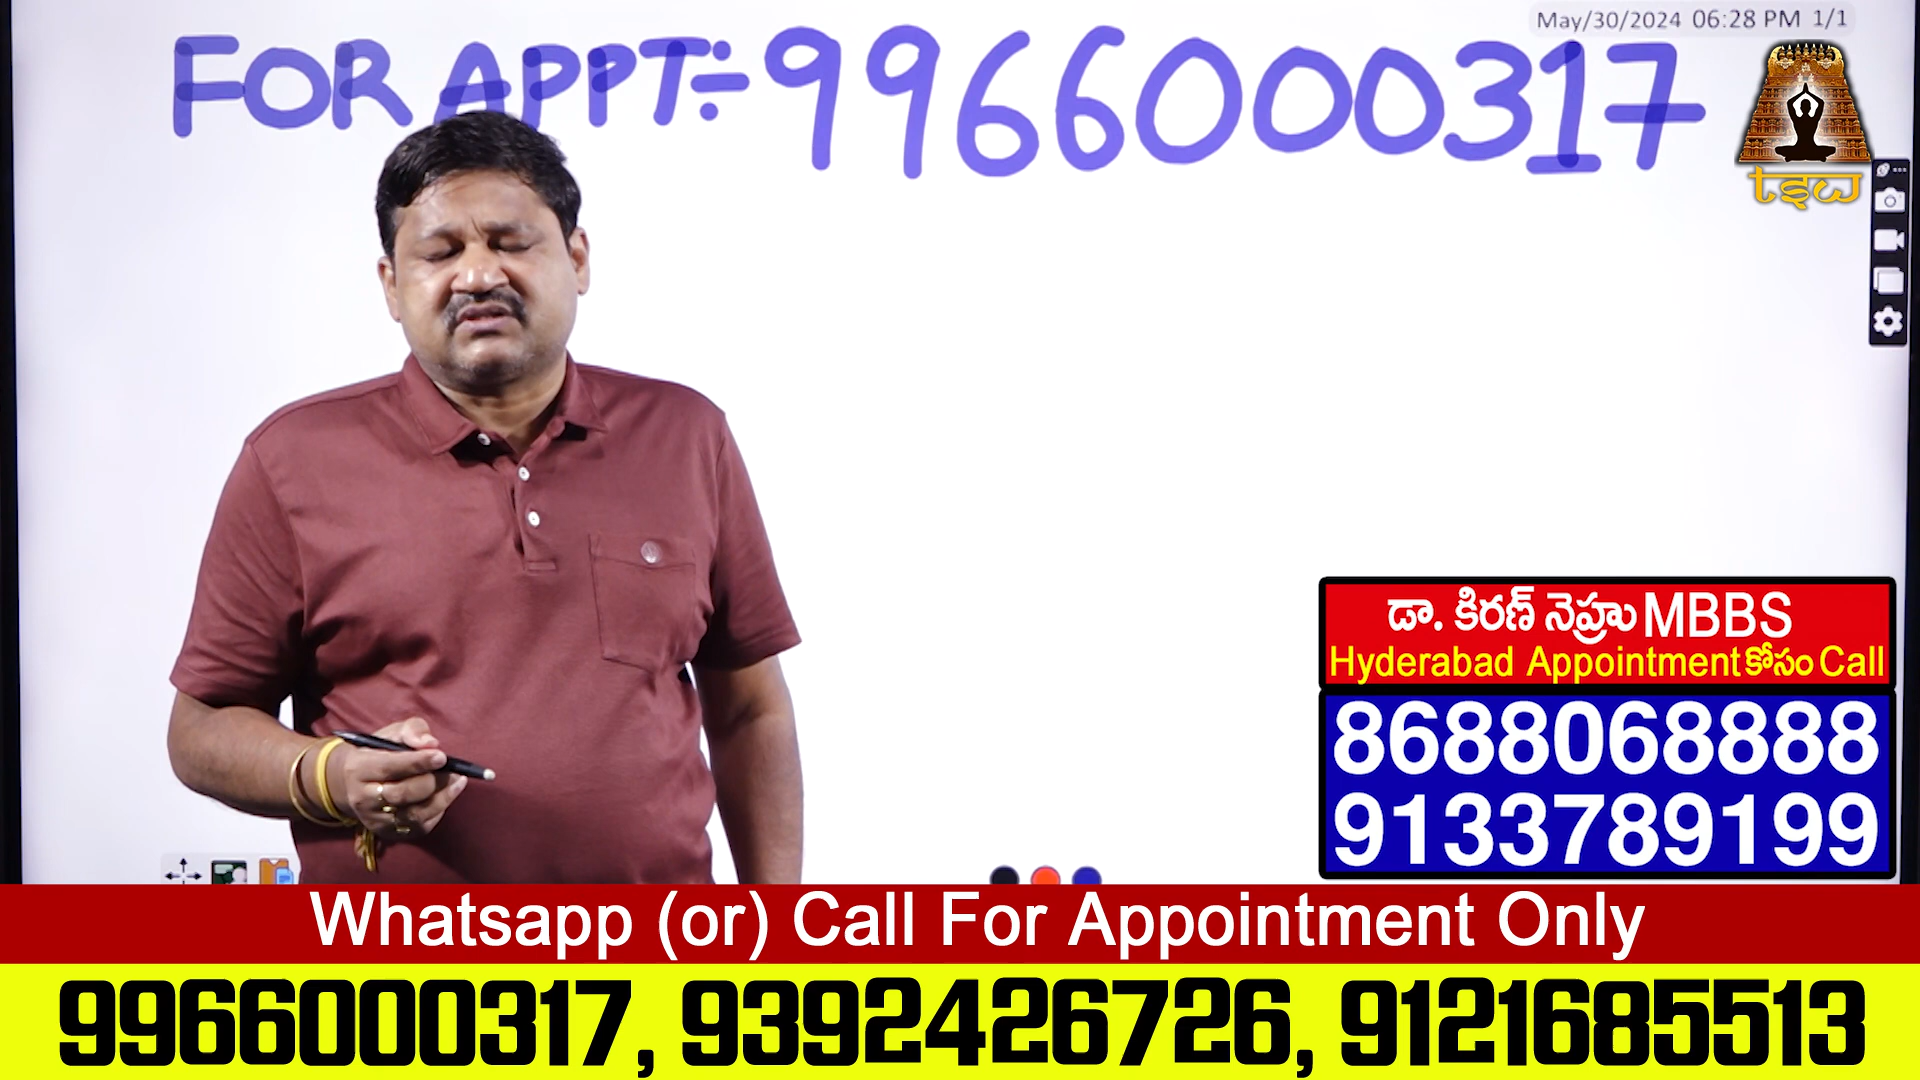 May/30/2024 06:28 PM 1/1
FOR APPT:- 9966000317
tsw
డా. కిరణ్ నెహ్రు MBBS
Hyderabad Appointment కోసం Call
8688068888
9133789199
Whatsapp (or) Call For Appointment Only
9966000317, 9392426726, 9121685513